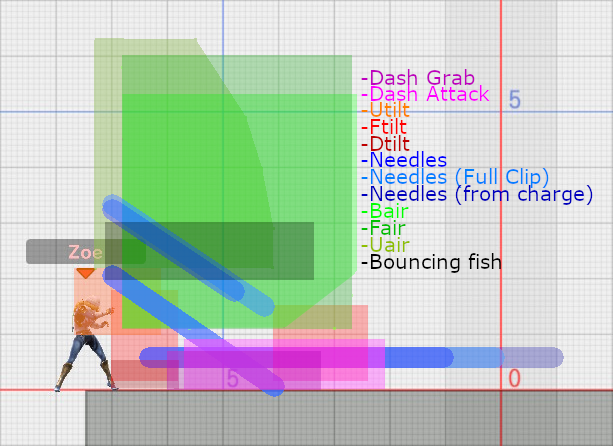 5
-Dash Grab
-Dash Attack
-Utilt
-Ftilt
-Dtilt
-Needles
-Needles (Full Clip)
-Needles (from charge)
-Bair
-Fair
-Uair
-Bouncing fish
Zoe
5
0